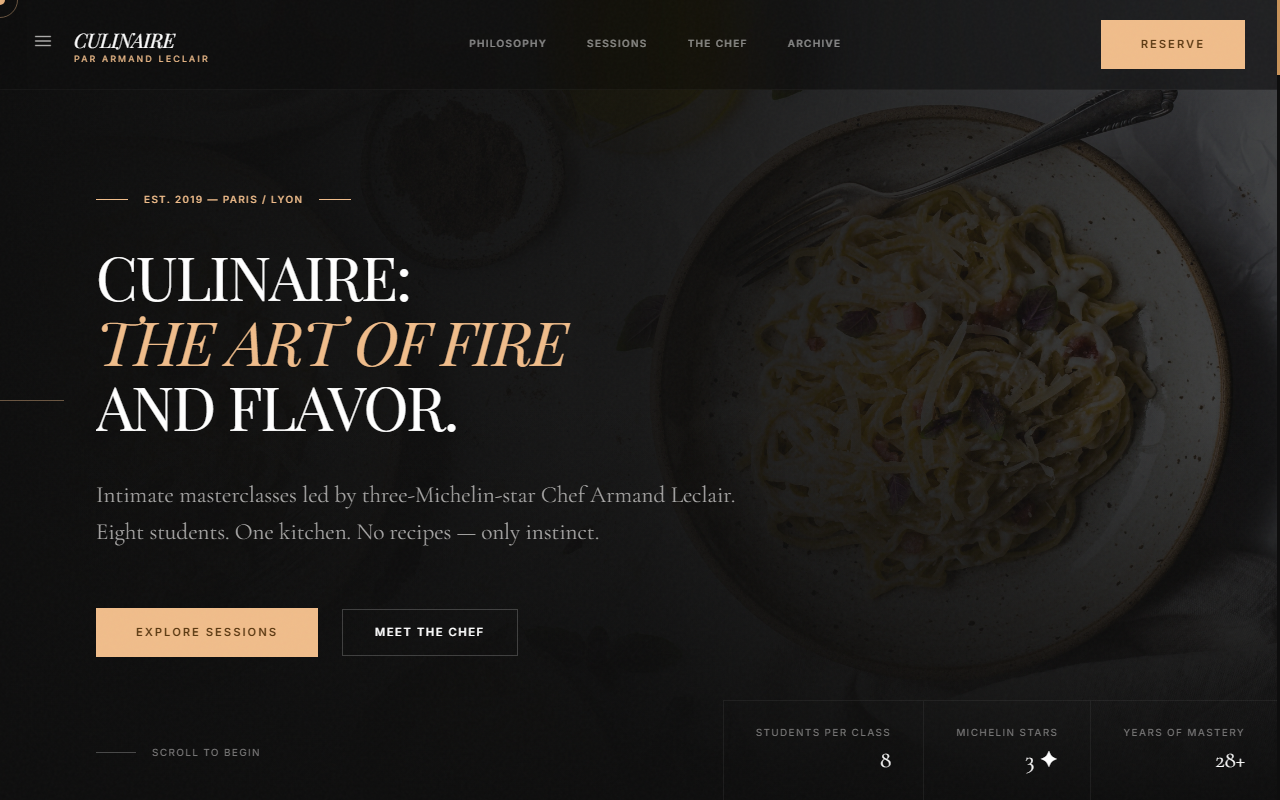 CULINAIRE
PAR ARMAND LECLAIR
PHILOSOPHY
SESSIONS
THE CHEF
ARCHIVE
RESERVE
EST. 2019 — PARIS / LYON
CULINAIRE:
THE ART OF FIRE
AND FLAVOR.
Intimate masterclasses led by three-Michelin-star Chef Armand Leclair.
Eight students. One kitchen. No recipes — only instinct.
EXPLORE SESSIONS
MEET THE CHEF
SCROLL TO BEGIN
STUDENTS PER CLASS
8
MICHELIN STARS
3 ✦
YEARS OF MASTERY
28+